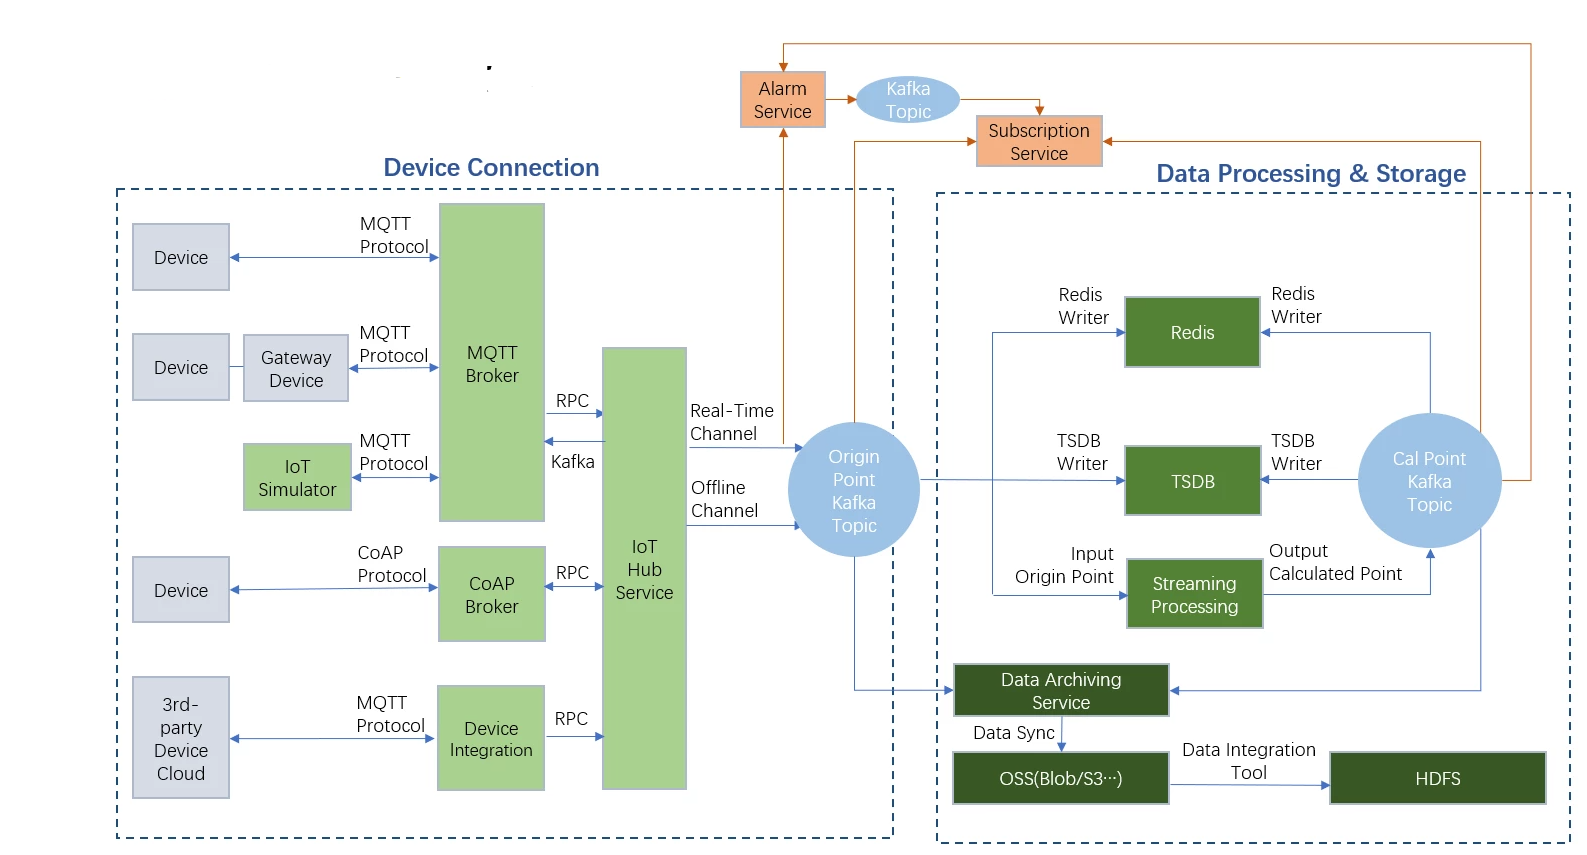 Alarm
Service
Kafka
Topic
Subscription
Service
Device Connection
Data Processing & Storage
Device
MQTT
Protocol
Device
Gateway
Device
MQTT
Protocol
IoT
Simulator
MQTT
Protocol
MQTT
Broker
RPC
Kafka
Device
CoAP
Protocol
CoAP
Broker
RPC
3rd-
party
Device
Cloud
MQTT
Protocol
Device
Integration
RPC
IoT
Hub
Service
Real-Time
Channel
Offline
Channel
Origin
Point
Kafka
Topic
Redis
Writer
Redis
Redis
Writer
TSDB
Writer
TSDB
TSDB
Writer
Cal Point
Kafka
Topic
Input
Origin Point
Streaming
Processing
Output
Calculated Point
Data Archiving
Service
Data Sync
OSS(Blob/S3···)
Data Integration
Tool
HDFS